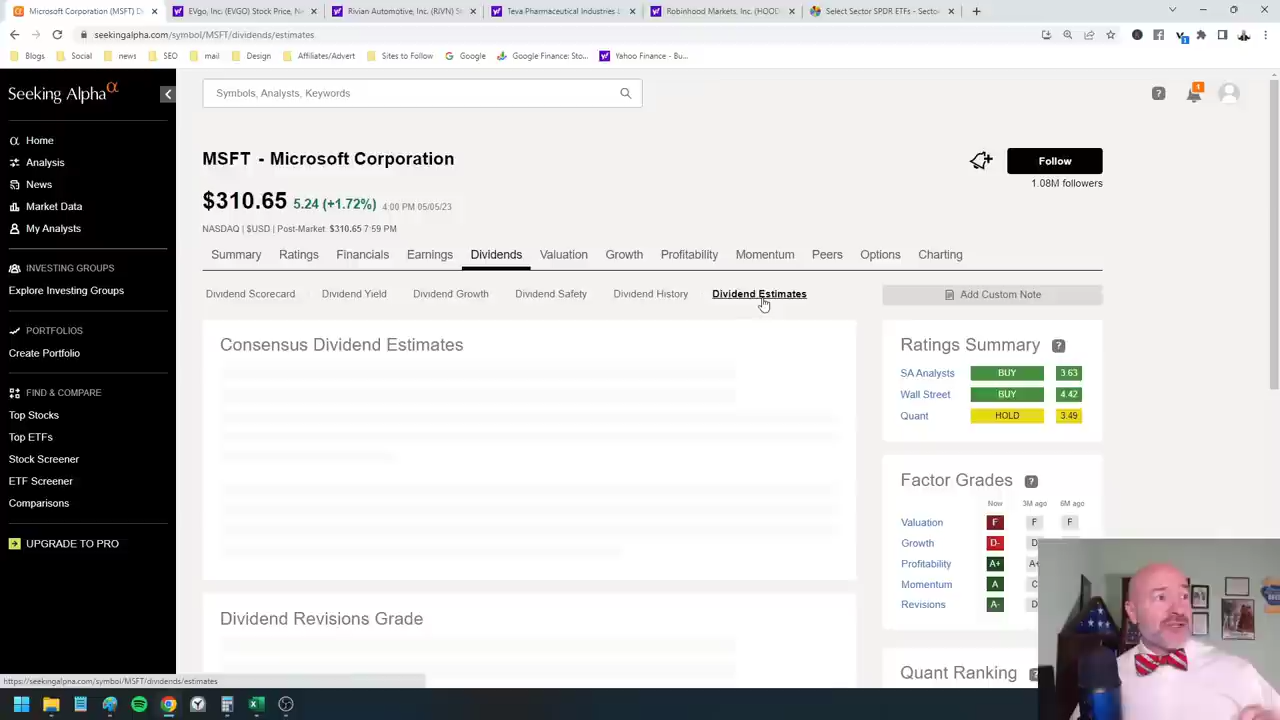 Microsoft Corporation (MSFT) D
EVgo, Inc. (EVGO) Stock Price, Ne
Rivian Automotive, Inc. (RIVN) St
Teva Pharmaceutical Industries L
Robinhood Markets, Inc. (HOOD
Select Sector SPDR ETFs - Secto
seekingalpha.com/symbol/MSFT/dividends/estimates
Blogs
Social
news
SEO
mail
Design
Affiliates/Advert
Sites to Follow
Google
Google Finance: Sto...
Yahoo Finance - Bu...
Seeking Alpha α
Symbols, Analysts, Keywords
1
Home
Analysis
News
Market Data
My Analysts
INVESTING GROUPS
Explore Investing Groups
PORTFOLIOS
Create Portfolio
FIND & COMPARE
Top Stocks
Top ETFs
Stock Screener
ETF Screener
Comparisons
UPGRADE TO PRO
MSFT - Microsoft Corporation
Follow
1.08M followers
$310.65 5.24 (+1.72%) 4:00 PM 05/05/23
NASDAQ | $USD | Post-Market: $310.65 7:59 PM
Summary Ratings Financials Earnings Dividends Valuation Growth Profitability Momentum Peers Options Charting
Dividend Scorecard Dividend Yield Dividend Growth Dividend Safety Dividend History Dividend Estimates
Add Custom Note
Consensus Dividend Estimates
Dividend Revisions Grade
Ratings Summary ?
SA Analysts BUY 3.63
Wall Street BUY 4.42
Quant HOLD 3.49
Factor Grades ?
Now 3M ago 6M ago
Valuation F F F
Growth D- D
Profitability A+ A+
Momentum A C
Revisions A- D
Quant Ranking
https://seekingalpha.com/symbol/MSFT/dividends/estimates